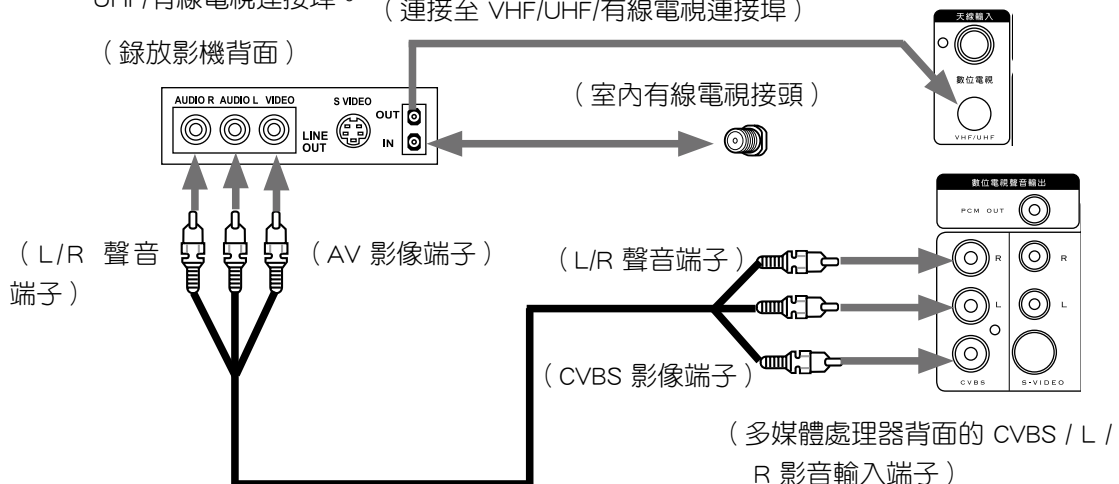 UHF/有線電視連接埠。
（連接至 VHF/UHF/有線電視連接埠）
（錄放影機背面）
天線輸入
數位電視
VHF/UHF
（室內有線電視接頭）
AUDIO R AUDIO L VIDEO
S VIDEO
OUT
IN
LINE
OUT
數位電視聲音輸出
PCM OUT
（L/R 聲音
端子）
（AV 影像端子）
（L/R 聲音端子）
R
R
L
L
（CVBS 影像端子）
CVBS
S-VIDEO
（多媒體處理器背面的 CVBS / L /
R 影音輸入端子）